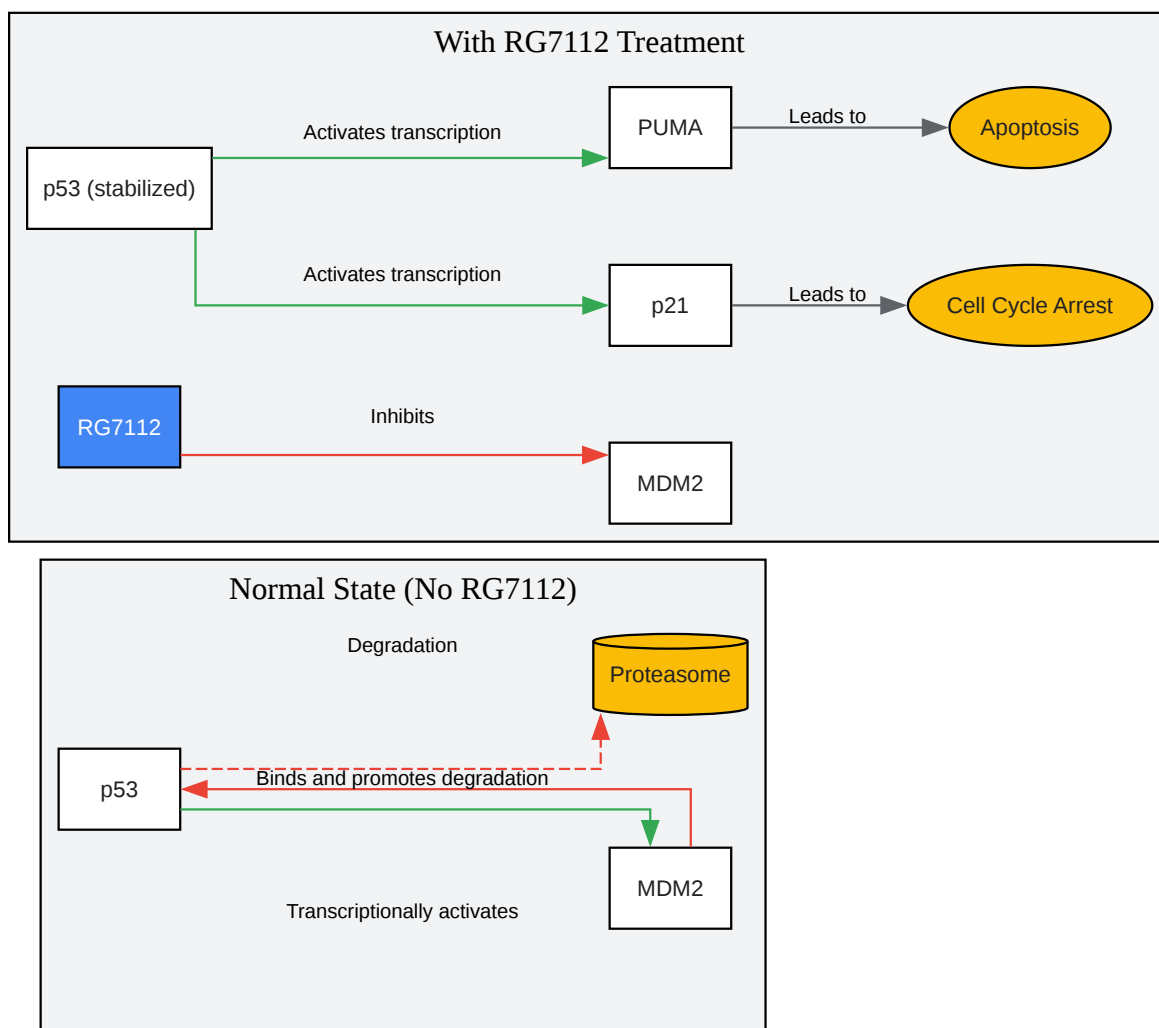 With RG7112 Treatment
PUMA
Leads to
Apoptosis
Activates transcription
p53 (stabilized)
Activates transcription
p21
Leads to
Cell Cycle Arrest
RG7112
Inhibits
MDM2
Normal State (No RG7112)
Degradation
Proteasome
p53
Binds and promotes degradation
MDM2
Transcriptionally activates